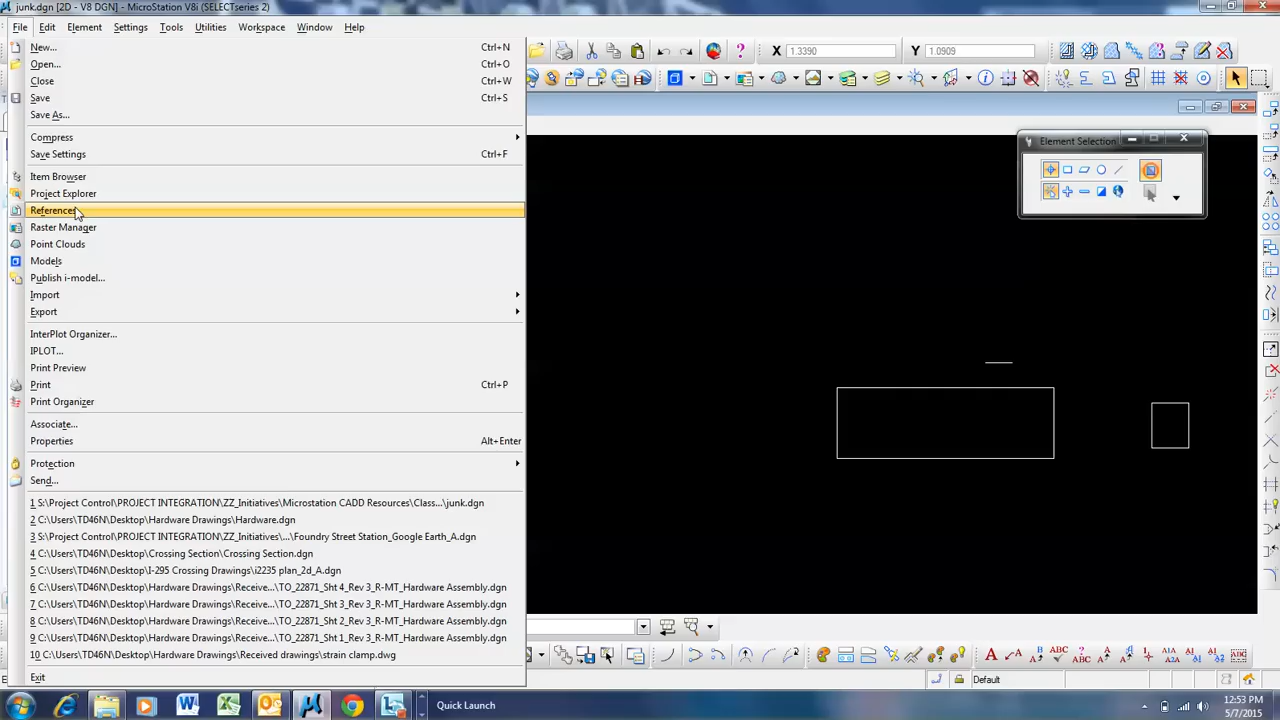 junk.dgn [2D - V8 DGN] - MicroStation V8i (SELECTseries 2)
File Edit Element Settings Tools Utilities Workspace Window Help
New... Ctrl+N
Open... Ctrl+O
Close Ctrl+W
Save Ctrl+S
Save As...
Compress
Save Settings Ctrl+F
Item Browser
Project Explorer
References
Raster Manager
Point Clouds
Models
Publish i-model...
Import
Export
InterPlot Organizer...
IPLOT...
Print Preview
Print Ctrl+P
Print Organizer
Associate...
Properties Alt+Enter
Protection
Send...
1 S:\Project Control\PROJECT INTEGRATION\ZZ_Initiatives\Microstation CADD Resources\Class...\junk.dgn
2 C:\Users\TD46N\Desktop\Hardware Drawings\Hardware.dgn
3 S:\Project Control\PROJECT INTEGRATION\ZZ_Initiatives\...\Foundry Street Station_Google Earth_A.dgn
4 C:\Users\TD46N\Desktop\Crossing Section\Crossing Section.dgn
5 C:\Users\TD46N\Desktop\I-295 Crossing Drawings\i2235 plan_2d_A.dgn
6 C:\Users\TD46N\Desktop\Hardware Drawings\Receive...\TO_22871_Sht 4_Rev 3_R-MT_Hardware Assembly.dgn
7 C:\Users\TD46N\Desktop\Hardware Drawings\Receive...\TO_22871_Sht 3_Rev 3_R-MT_Hardware Assembly.dgn
8 C:\Users\TD46N\Desktop\Hardware Drawings\Receive...\TO_22871_Sht 2_Rev 3_R-MT_Hardware Assembly.dgn
9 C:\Users\TD46N\Desktop\Hardware Drawings\Receive...\TO_22871_Sht 1_Rev 3_R-MT_Hardware Assembly.dgn
10 C:\Users\TD46N\Desktop\Hardware Drawings\Received drawings\strain clamp.dwg
Exit
X 1.3390 Y 1.0909
Element Selection
Default
Quick Launch
12:53 PM
5/7/2015